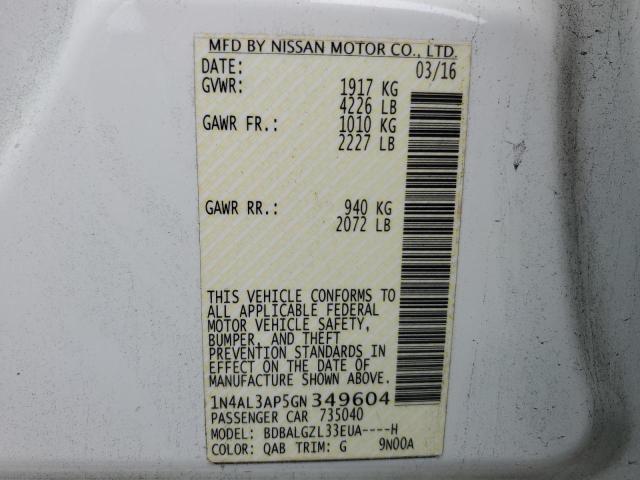 MFD BY NISSAN MOTOR CO., LTD.
DATE: 03/16
GVWR: 1917 KG
4226 LB
GAWR FR.: 1010 KG
2227 LB
GAWR RR.: 940 KG
2072 LB
THIS VEHICLE CONFORMS TO
ALL APPLICABLE FEDERAL
MOTOR VEHICLE SAFETY,
BUMPER, AND THEFT
PREVENTION STANDARDS IN
EFFECT ON THE DATE OF
MANUFACTURE SHOWN ABOVE.
1N4AL3AP5GN349604
PASSENGER CAR 735040
MODEL: BDBALGZL33EUA----H
COLOR: QAB TRIM: G 9N00A